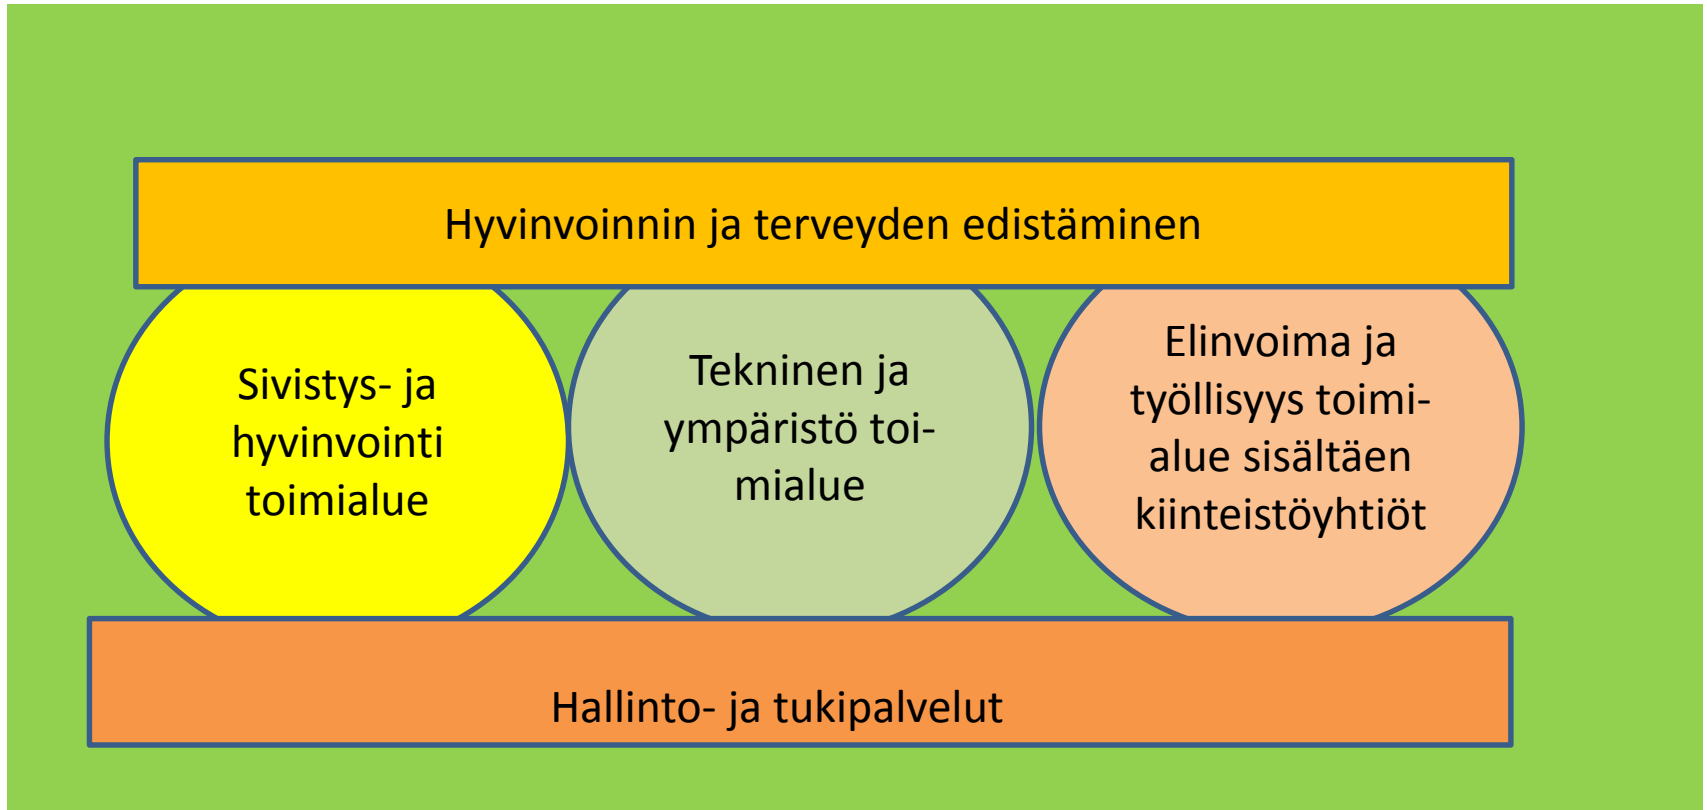 Hyvinvoinnin ja terveyden edistäminen
Sivistys- ja
hyvinvointi
toimialue
Tekninen ja
ympäristö toi-
mialue
Elinvoima ja
työllisyys toimi-
alue sisältäen
kiinteistöyhtiöt
Hallinto- ja tukipalvelut